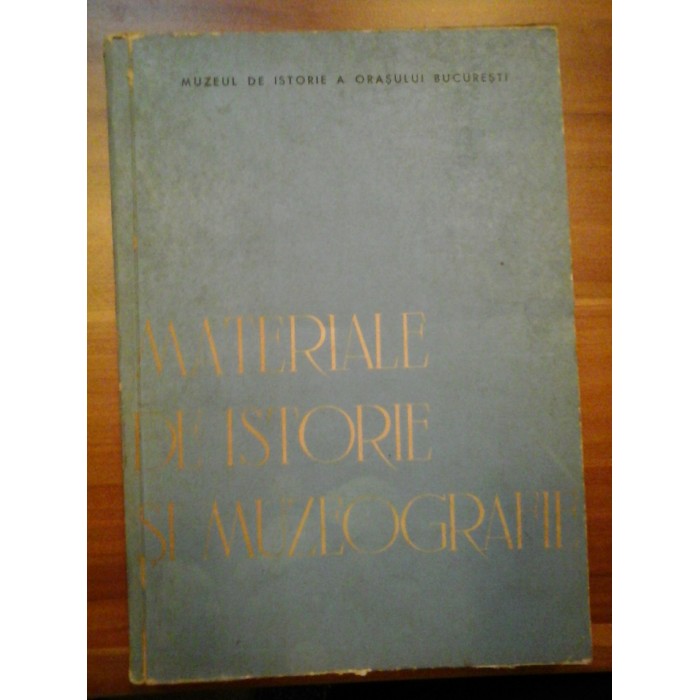 MUZEUL DE ISTORIE A ORAȘULUI BUCUREȘTI
MATERIALE
DE ISTORIE
ȘI MUZEOGRAFIE